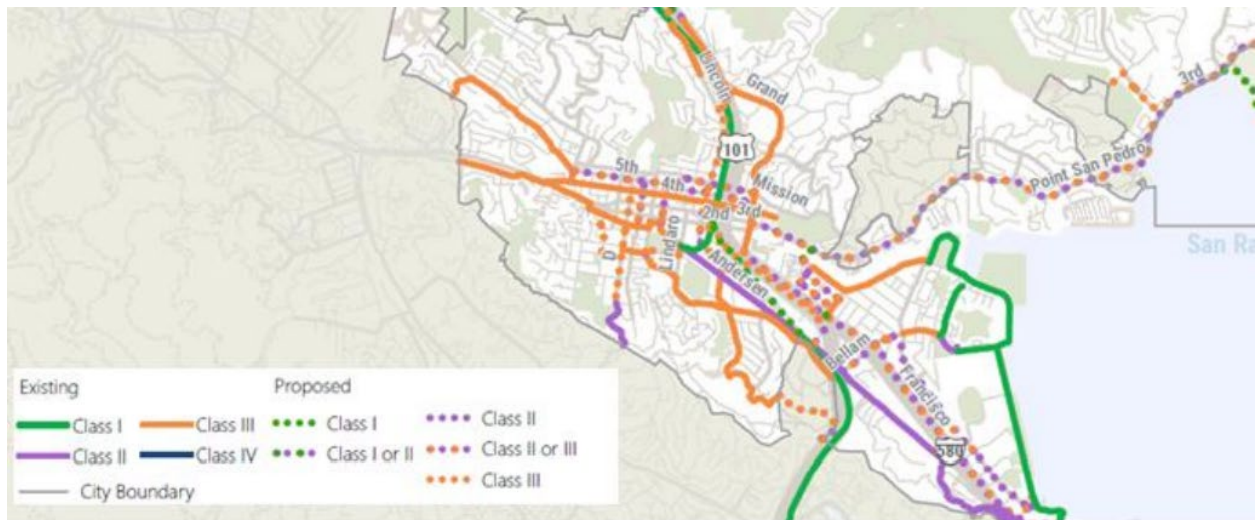 Lincoln
Grand
3rd
101
Point San Pedro
5th
4th
Mission
2nd
3rd
San Ra
D
Lindaro
Andersen
Bellam
Francisco
580
Existing
Proposed
Class I
Class III
Class I
Class II
Class II
Class IV
Class I or II
Class II or III
City Boundary
Class III